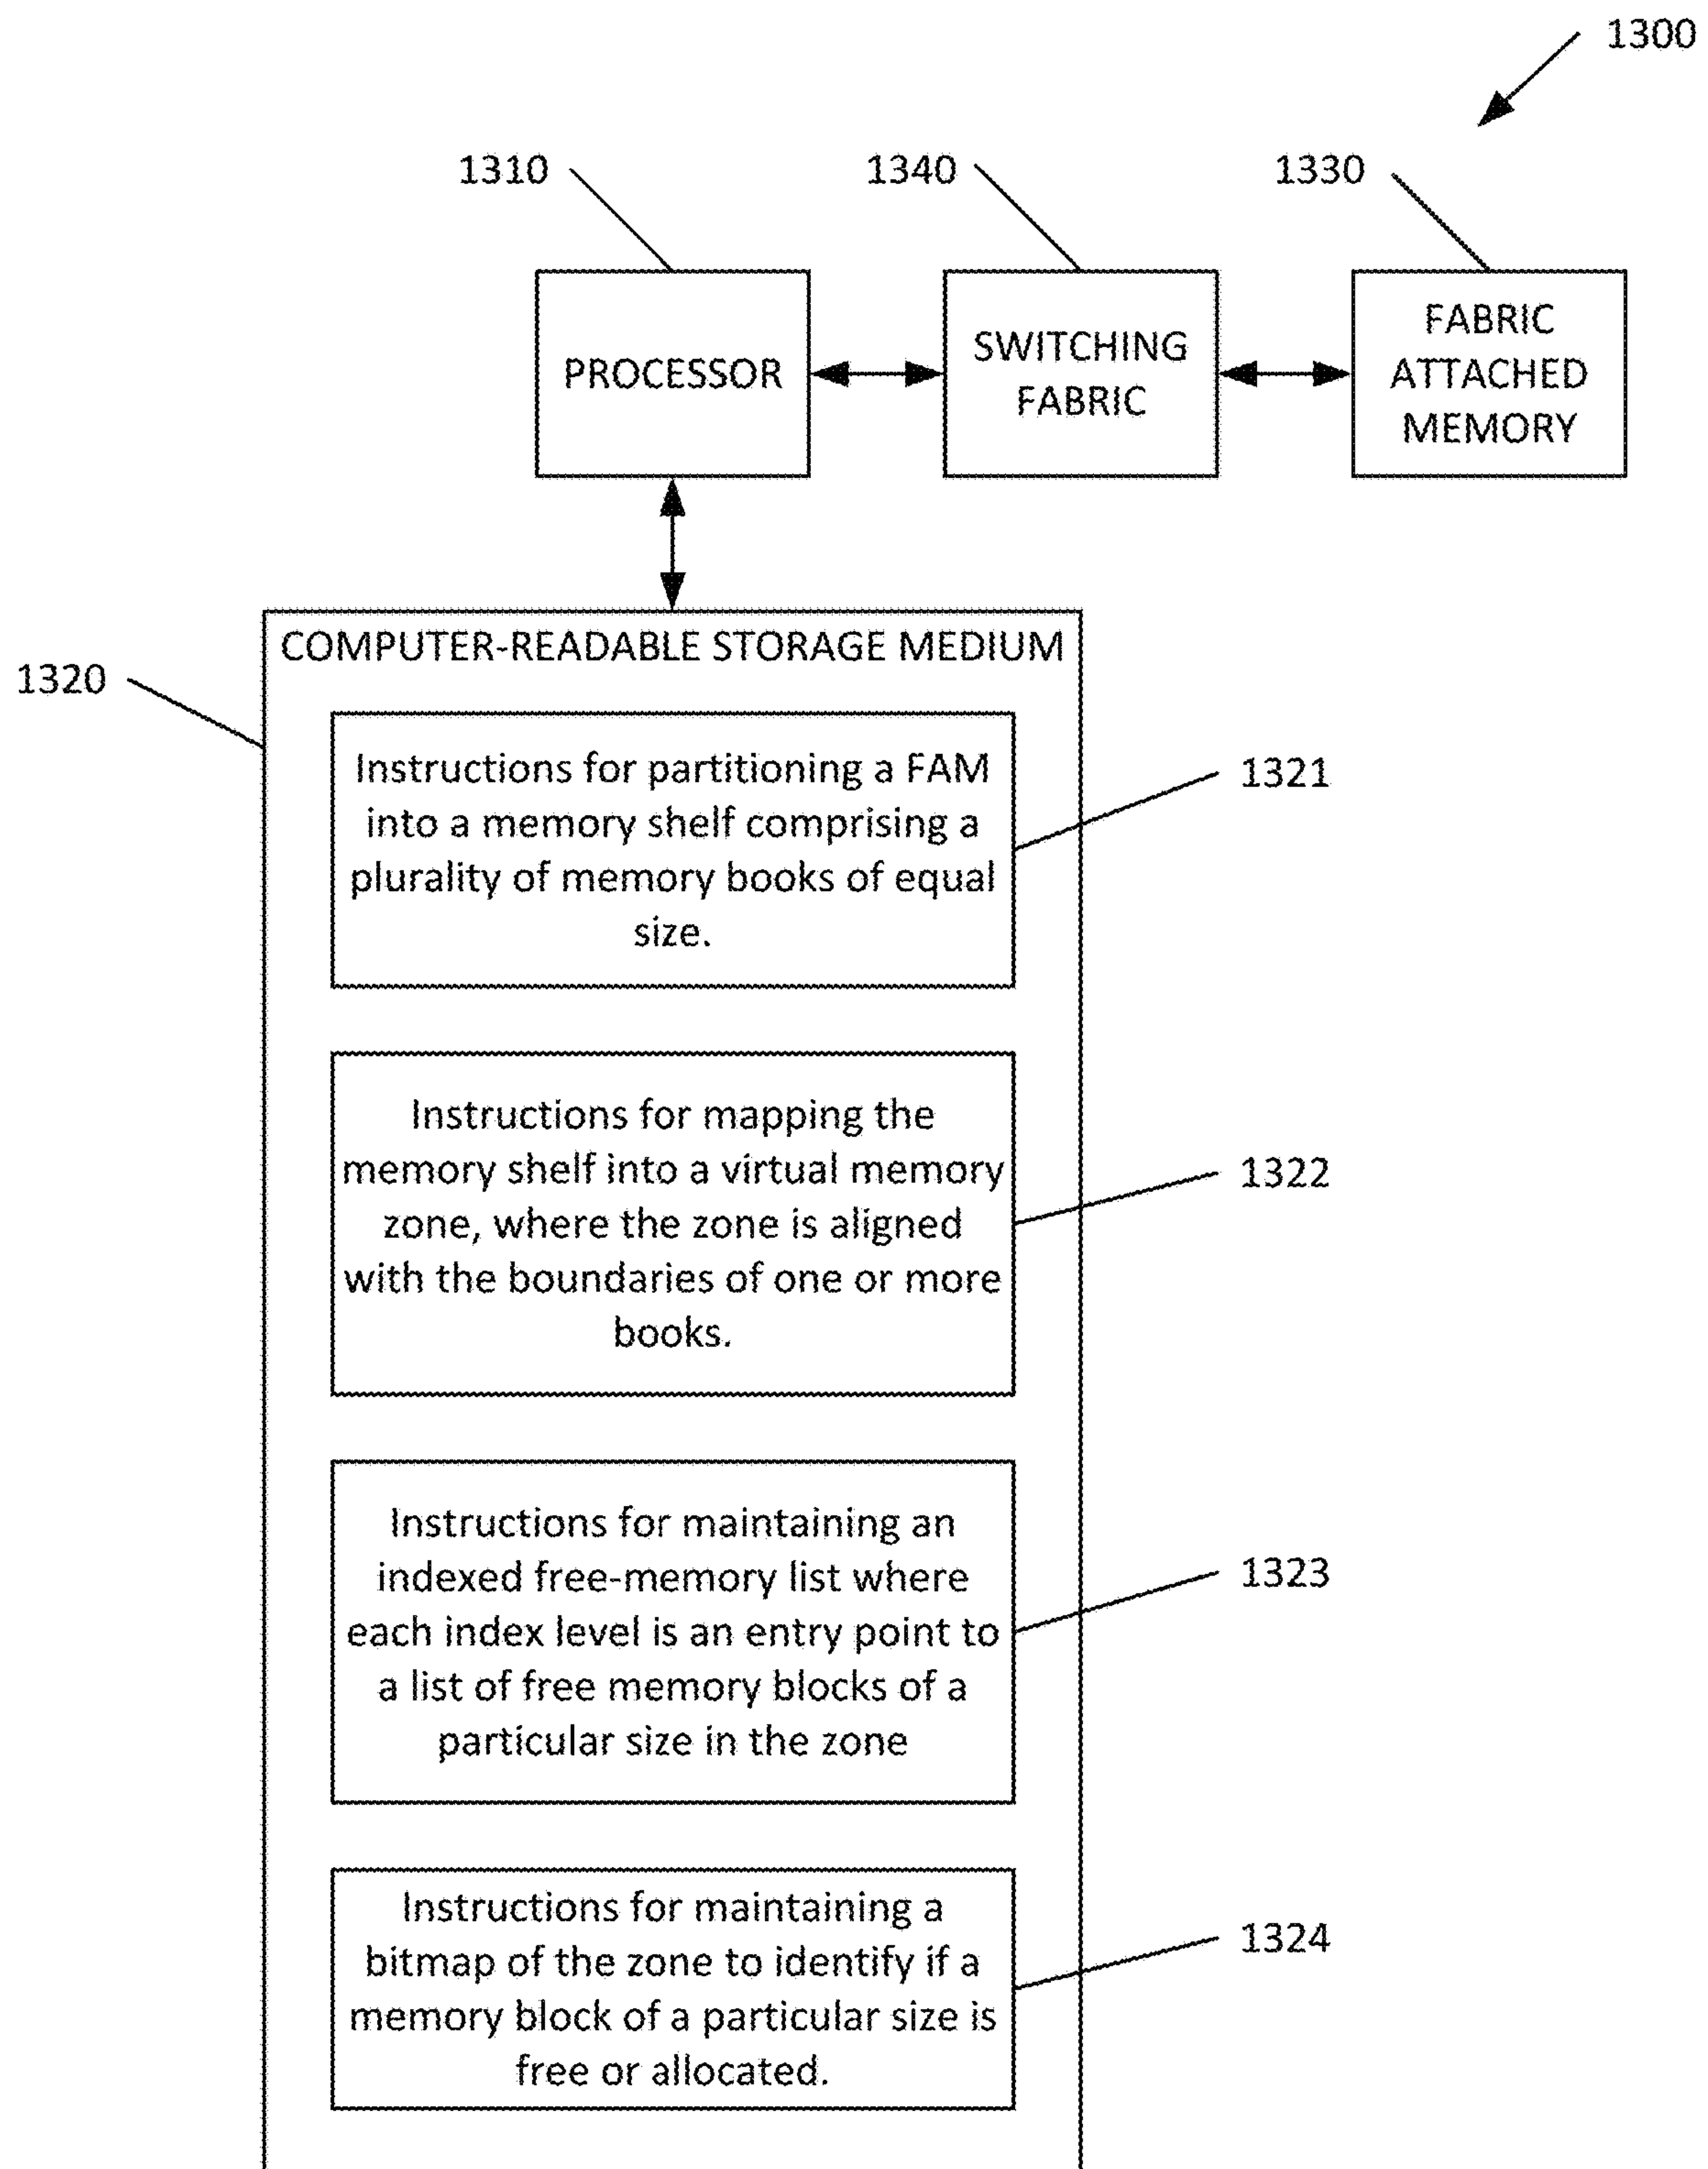 1300
1310
1340
1330
PROCESSOR
SWITCHING
FABRIC
FABRIC
ATTACHED
MEMORY
COMPUTER-READABLE STORAGE MEDIUM
1320
Instructions for partitioning a FAM
into a memory shelf comprising a
plurality of memory books of equal
size.
1321
Instructions for mapping the
memory shelf into a virtual memory
zone, where the zone is aligned
with the boundaries of one or more
books.
1322
Instructions for maintaining an
indexed free-memory list where
each index level is an entry point to
a list of free memory blocks of a
particular size in the zone
1323
Instructions for maintaining a
bitmap of the zone to identify if a
memory block of a particular size is
free or allocated.
1324